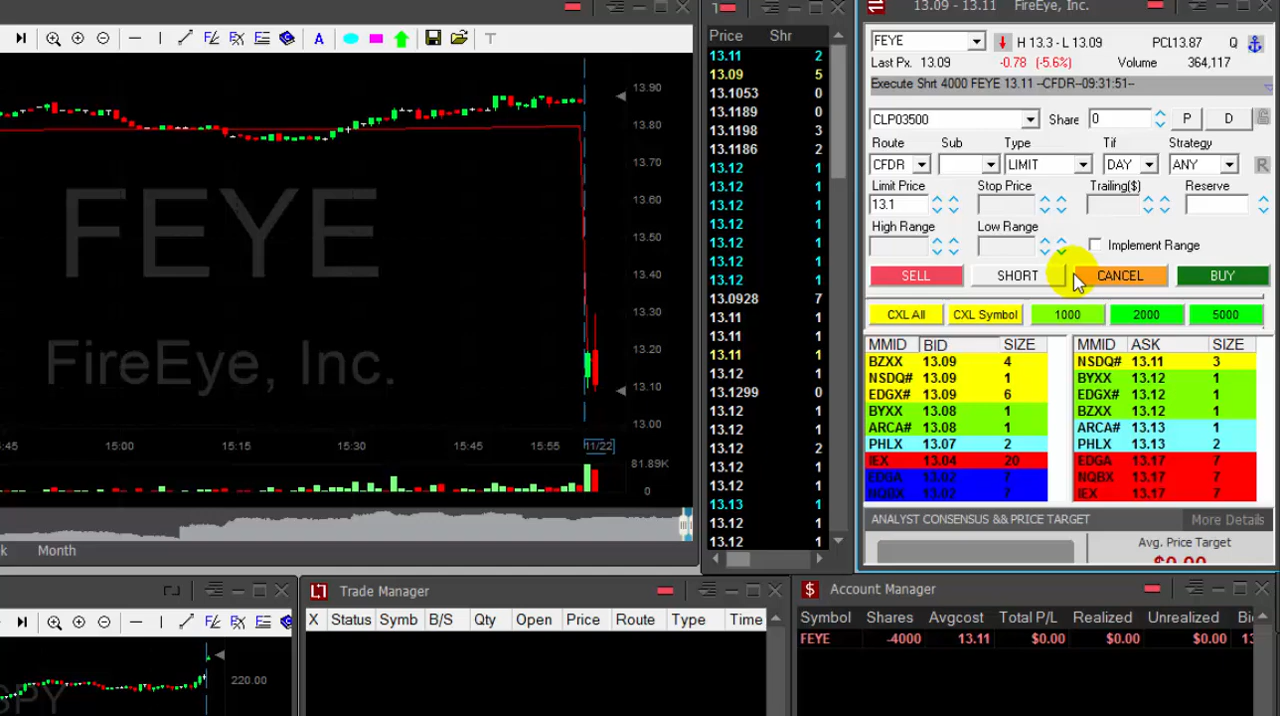 13.09 - 13.11 FireEye, Inc.
A
T
FEYE
FireEye, Inc.
13.90
13.80
13.70
13.60
13.50
13.40
13.30
13.20
13.10
13.00
15:00
15:15
15:30
15:45
15:55
11/22
81.89K
0
Month
Price Shr
13.11 2
13.09 5
13.1053 0
13.1189 0
13.1198 3
13.1186 2
13.12 1
13.12 1
13.12 1
13.12 1
13.12 1
13.12 1
13.12 1
13.0928 7
13.11 1
13.11 1
13.11 1
13.12 1
13.1299 0
13.12 1
13.12 1
13.12 2
13.12 1
13.12 1
13.13 1
13.12 1
13.12 1
FEYE H 13.3 - L 13.09 PCL13.87 Q
Last Px. 13.09 -0.78 (-5.6%) Volume 364,117
Execute Shrt 4000 FEYE 13.11 --CFDR--09:31:51--
CLP03500 Share 0 P D
Route Sub Type Tif Strategy
CFDR LIMIT DAY ANY R
Limit Price Stop Price Trailing($) Reserve
13.1
High Range Low Range
Implement Range
SELL SHORT CANCEL BUY
CXL All CXL Symbol 1000 2000 5000
MMID BID SIZE MMID ASK SIZE
BZXX 13.09 4 NSDQ# 13.11 3
NSDQ# 13.09 1 BYXX 13.12 1
EDGX# 13.09 6 EDGX# 13.12 1
BYXX 13.08 1 BZXX 13.12 1
ARCA# 13.08 1 ARCA# 13.13 1
PHLX 13.07 2 PHLX 13.13 2
IEX 13.04 20 EDGA 13.17 7
EDGA 13.02 7 NQBX 13.17 7
NQBX 13.02 7 IEX 13.17 7
ANALYST CONSENSUS && PRICE TARGET More Details
Avg. Price Target
$0.00
220.00
SPY
Trade Manager
X Status Symb B/S Qty Open Price Route Type Time
Account Manager
Symbol Shares Avgcost Total P/L Realized Unrealized
FEYE -4000 13.11 $0.00 $0.00 $0.00